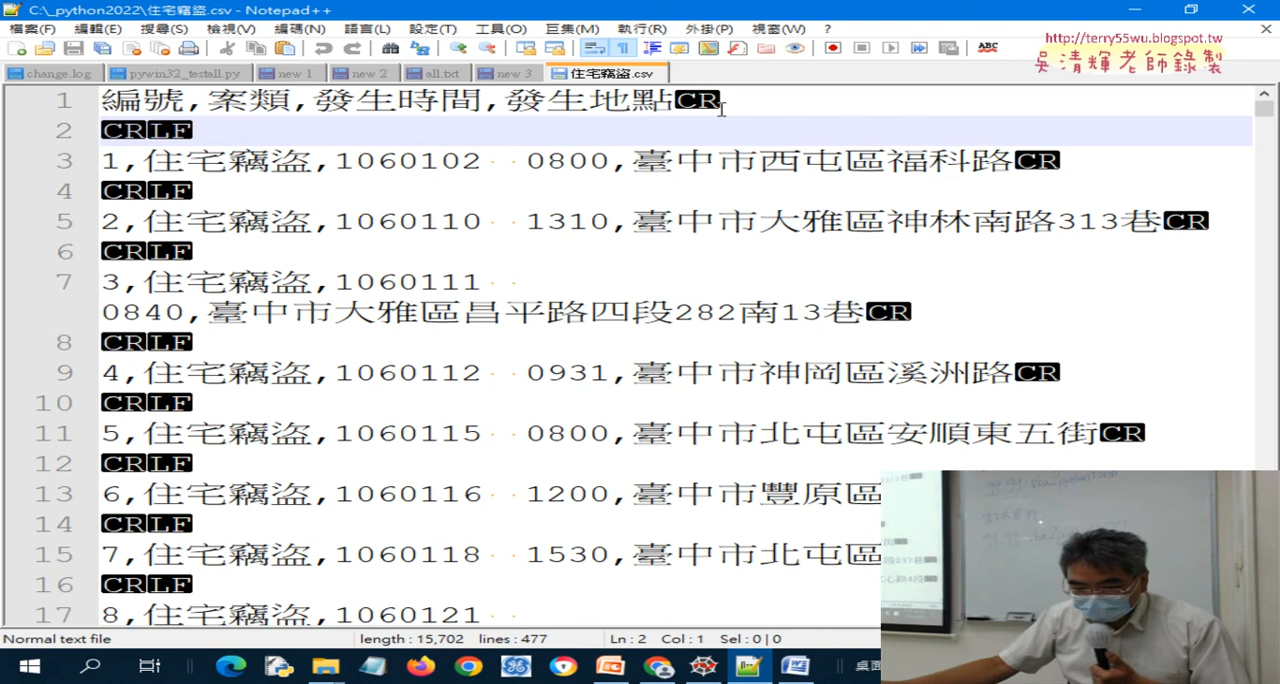 C:\_python2022\住宅竊盜.csv - Notepad++
檔案(F) 編輯(E) 搜尋(S) 檢視(V) 編碼(N) 語言(L) 設定(T) 工具(O) 巨集(M) 執行(R) 外掛(P) 視窗(W) ?
http://terry55wu.blogspot.tw
吳清輝老師錄製
change.log pywin32_testall.py new 1 new 2 all.txt new 3 住宅竊盜.csv
1 編號,案類,發生時間,發生地點CR
2 CRLF
3 1,住宅竊盜,1060102 0800,臺中市西屯區福科路CR
4 CRLF
5 2,住宅竊盜,1060110 1310,臺中市大雅區神林南路313巷CR
6 CRLF
7 3,住宅竊盜,1060111
0840,臺中市大雅區昌平路四段282南13巷CR
8 CRLF
9 4,住宅竊盜,1060112 0931,臺中市神岡區溪洲路CR
10 CRLF
11 5,住宅竊盜,1060115 0800,臺中市北屯區安順東五街CR
12 CRLF
13 6,住宅竊盜,1060116 1200,臺中市豐原區
14 CRLF
15 7,住宅竊盜,1060118 1530,臺中市北屯區
16 CRLF
17 8,住宅竊盜,1060121
Normal text file length : 15,702 lines : 477 Ln : 2 Col : 1 Sel : 0 | 0
桌面